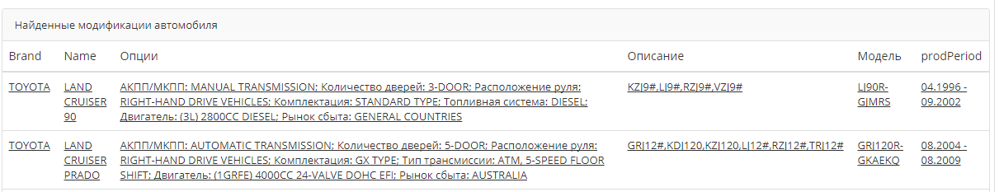 Найденные модификации автомобиля
Brand Name Опции Описание Модель prodPeriod
TOYOTA LAND АКПП/МКПП: MANUAL TRANSMISSION; Количество дверей: 3-DOOR; Расположение руля: KZJ9#,LJ9#,RZJ9#,VZJ9# LJ90R- 04.1996 -
CRUISER RIGHT-HAND DRIVE VEHICLES; Комплектация: STANDARD TYPE; Топливная система: DIESEL; GJMRS 09.2002
90 Двигатель: (3L) 2800CC DIESEL; Рынок сбыта: GENERAL COUNTRIES
TOYOTA LAND АКПП/МКПП: AUTOMATIC TRANSMISSION; Количество дверей: 5-DOOR; Расположение руля: GRJ12#,KDJ120,KZJ120,LJ12#,RZJ12#,TRJ12# GRJ120R- 08.2004 -
CRUISER RIGHT-HAND DRIVE VEHICLES; Комплектация: GX TYPE; Тип трансмиссии: ATM, 5-SPEED FLOOR GKAEKQ 08.2009
PRADO SHIFT; Двигатель: (1GRFE) 4000CC 24-VALVE DOHC EFI; Рынок сбыта: AUSTRALIA